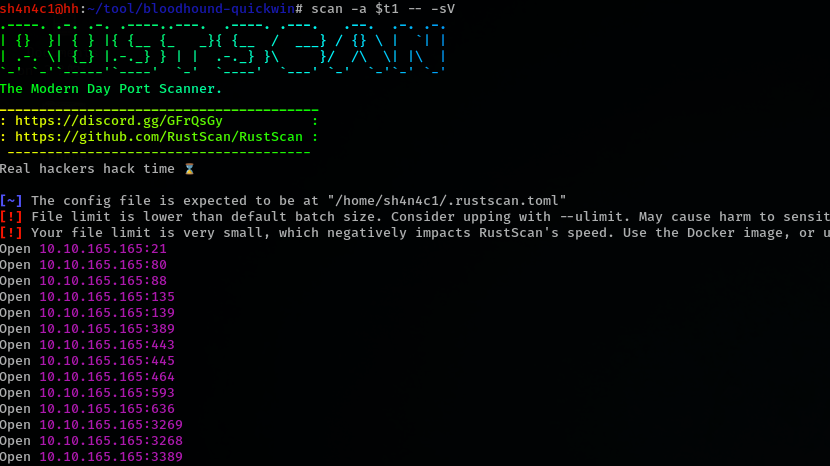 sh4n4c1@hh:~/tool/bloodhound-quickwin# scan -a $t1 -- -sV
.----. .-. .-. .----..---.  .----. .---.   .--.  .-. .-.
| {}  }| { } |{ {__ {_   _}{ {__  /  ___} / {} \ |  `| |
| .-. \| {_} |.-._} } | |  .-._} }\     }/  /\  \| |\  |
`-' `-'`-----'`----'  `-'  `----'  `---' `-'  `-'`-' `-'
The Modern Day Port Scanner.
________________________________________
: https://discord.gg/GFrQsGy           :
: https://github.com/RustScan/RustScan :
 --------------------------------------
Real hackers hack time ⌛
[~] The config file is expected to be at "/home/sh4n4c1/.rustscan.toml"
[!] File limit is lower than default batch size. Consider upping with --ulimit. May cause harm to sensit
[!] Your file limit is very small, which negatively impacts RustScan's speed. Use the Docker image, or u
Open 10.10.165.165:21
Open 10.10.165.165:80
Open 10.10.165.165:88
Open 10.10.165.165:135
Open 10.10.165.165:139
Open 10.10.165.165:389
Open 10.10.165.165:443
Open 10.10.165.165:445
Open 10.10.165.165:464
Open 10.10.165.165:593
Open 10.10.165.165:636
Open 10.10.165.165:3269
Open 10.10.165.165:3268
Open 10.10.165.165:3389